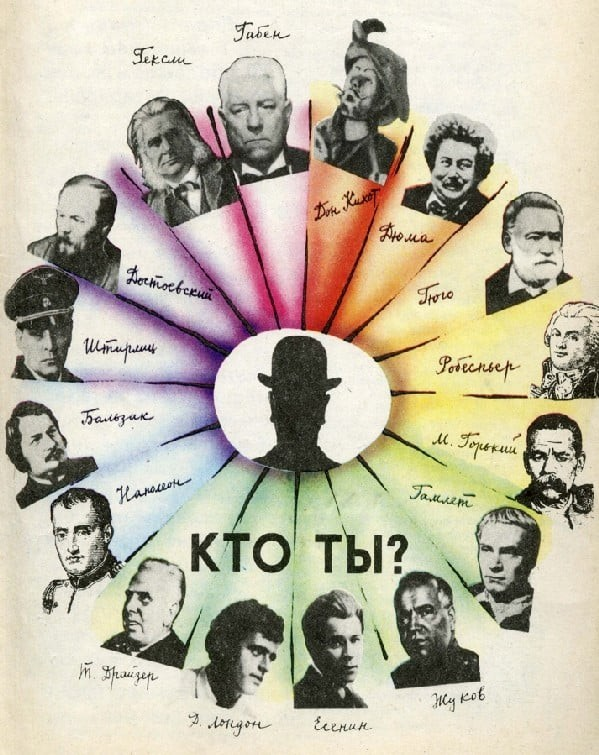 Габен
Гексли
Дон Кихот
Дюма
Достоевский
Гюго
Штирлиц
Робеспьер
Бальзак
М. Горький
Наполеон
Гамлет
КТО ТЫ?
Т. Драйзер
Д. Лондон
Есенин
Жуков